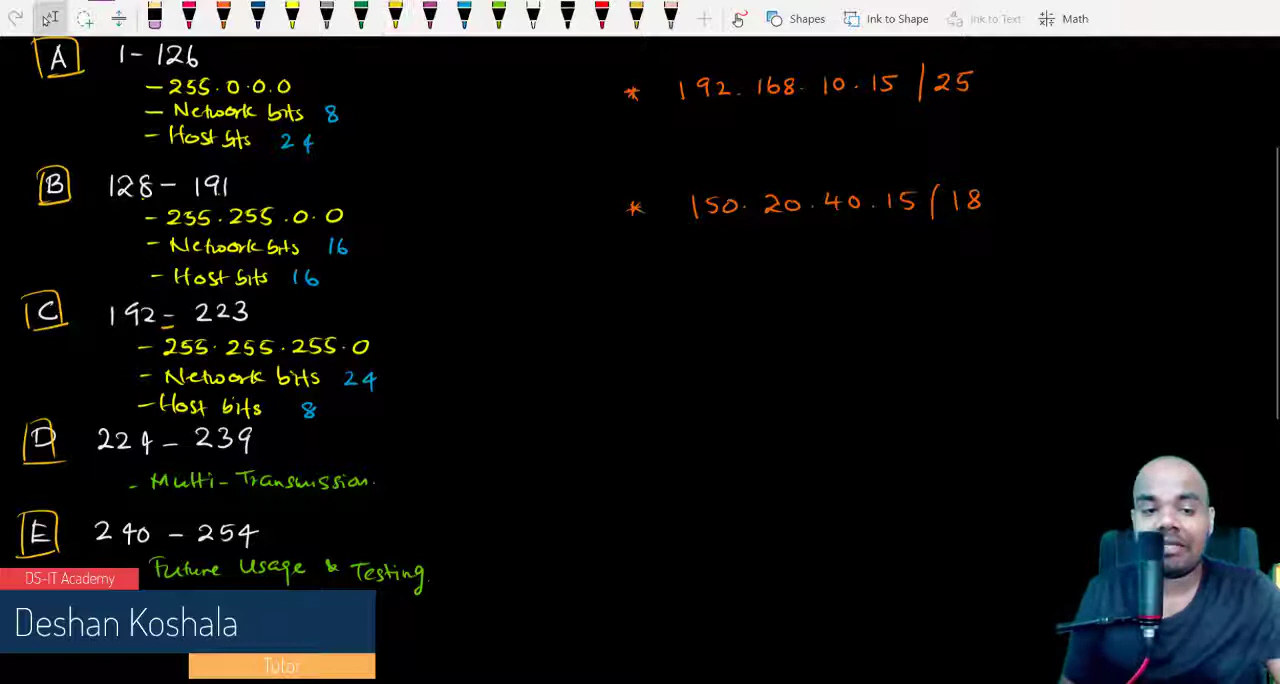 Shapes
Ink to Shape
Ink to Text
Math
A 1-126
- 255.0.0.0
- Network bits 8
- Host bits 24
B 128 - 191
- 255.255.0.0
- Network bits 16
- Host bits 16
C 192 - 223
- 255.255.255.0
- Network bits 24
- Host bits 8
D 224 - 239
- Multi-Transmission.
E 240 - 254
Future Usage & Testing.
* 192.168.10.15 /25
* 150.20.40.15/18
DS-IT Academy
Deshan Koshala
Tutor